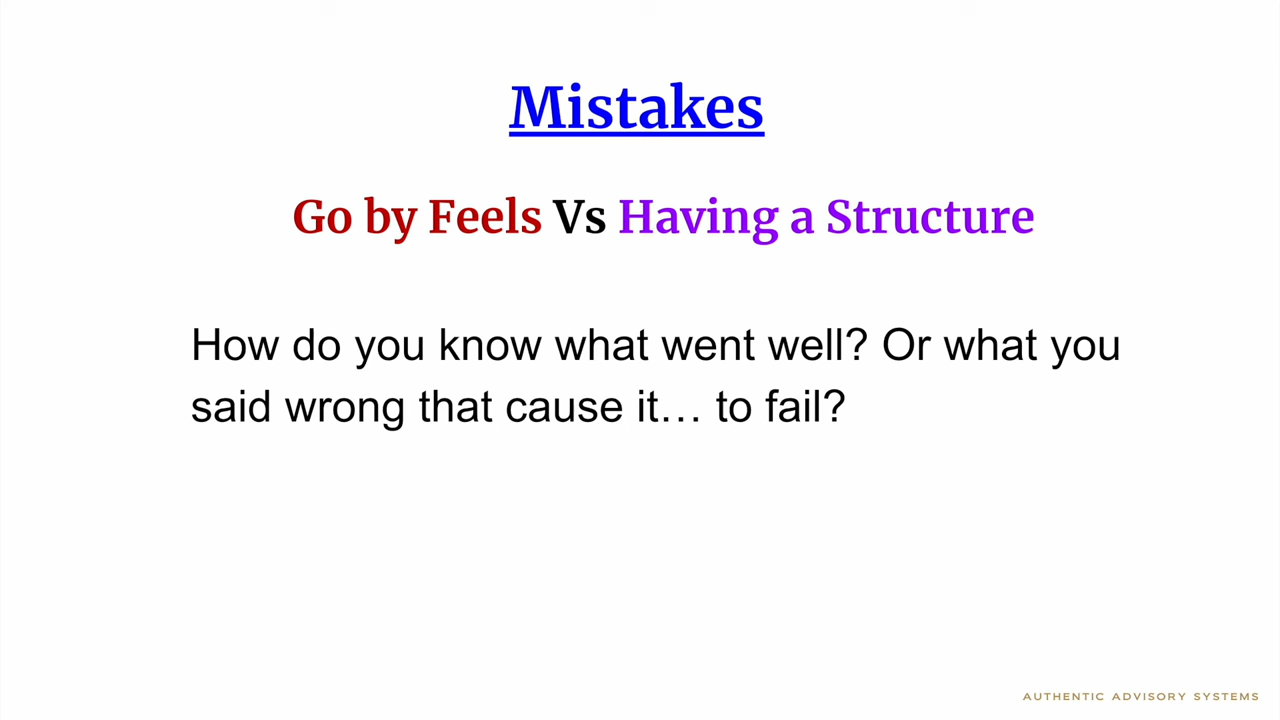 Mistakes
Go by Feels Vs Having a Structure
How do you know what went well? Or what you
said wrong that cause it… to fail?
AUTHENTIC ADVISORY SYSTEMS